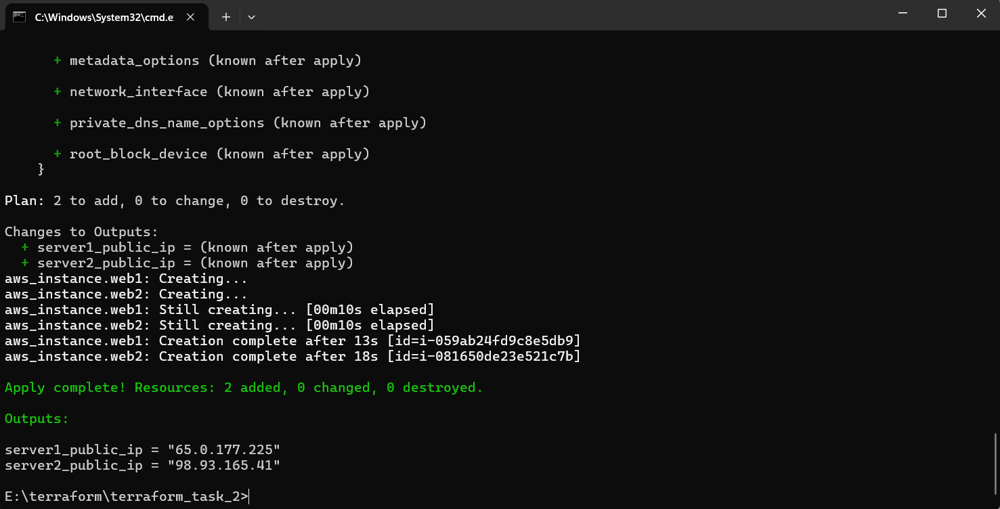 C:\Windows\System32\cmd.e
+ metadata_options (known after apply)
+ network_interface (known after apply)
+ private_dns_name_options (known after apply)
+ root_block_device (known after apply)
}
Plan: 2 to add, 0 to change, 0 to destroy.
Changes to Outputs:
+ server1_public_ip = (known after apply)
+ server2_public_ip = (known after apply)
aws_instance.web1: Creating...
aws_instance.web2: Creating...
aws_instance.web1: Still creating... [00m10s elapsed]
aws_instance.web2: Still creating... [00m10s elapsed]
aws_instance.web1: Creation complete after 13s [id=i-059ab24fd9c8e5db9]
aws_instance.web2: Creation complete after 18s [id=i-081650de23e521c7b]
Apply complete! Resources: 2 added, 0 changed, 0 destroyed.
Outputs:
server1_public_ip = "65.0.177.225"
server2_public_ip = "98.93.165.41"
E:\terraform\terraform_task_2>